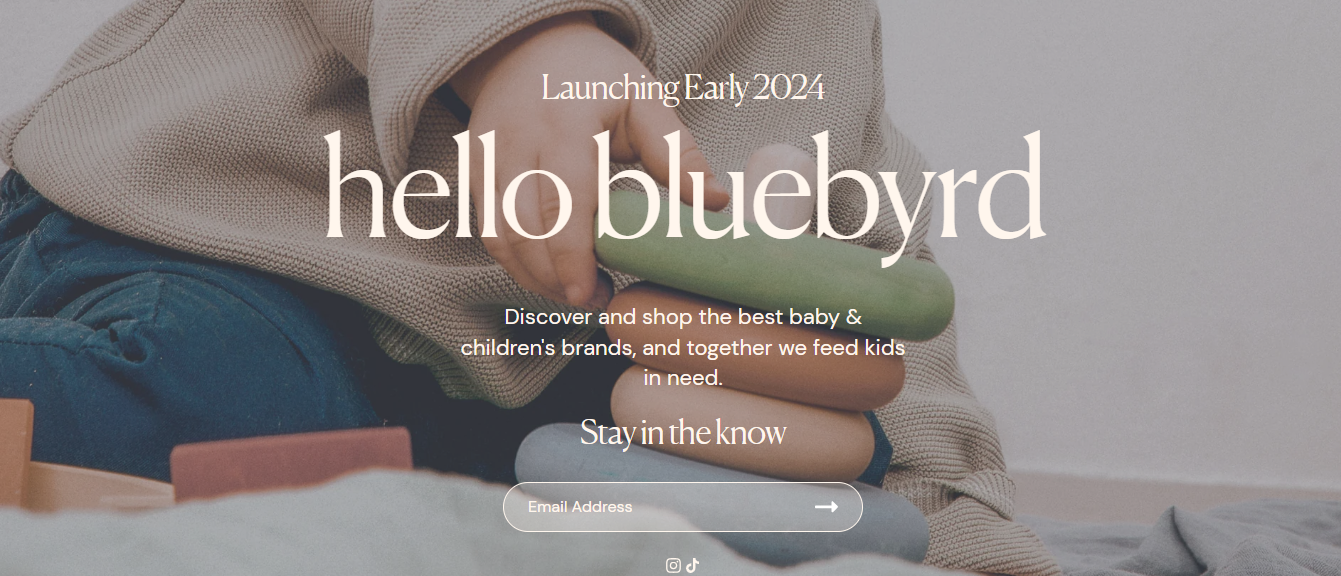 Launching Early 2024
hello bluebyrd
Discover and shop the best baby &
children's brands, and together we feed kids
in need.
Stay in the know
Email Address